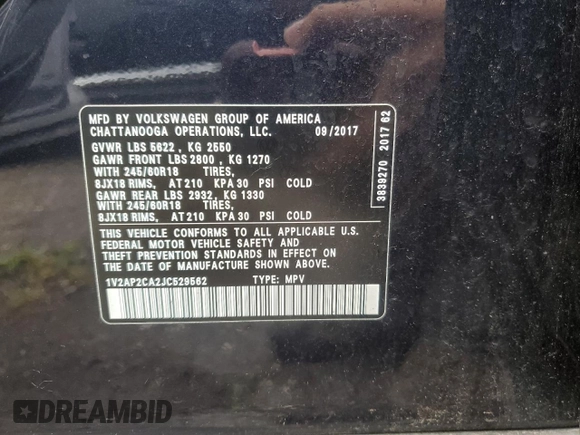 MFD BY VOLKSWAGEN GROUP OF AMERICA
CHATTANOOGA OPERATIONS, LLC. 09/2017
GVWR LBS 5622 , KG 2550
GAWR FRONT LBS 2800 , KG 1270
WITH 245/60R18 TIRES,
8JX18 RIMS, AT 210 KPA 30 PSI COLD
GAWR REAR LBS 2932, KG 1330
WITH 245/60R18 TIRES,
8JX18 RIMS, AT 210 KPA 30 PSI COLD
THIS VEHICLE CONFORMS TO ALL APPLICABLE U.S.
FEDERAL MOTOR VEHICLE SAFETY AND
THEFT PREVENTION STANDARDS IN EFFECT ON
THE DATE OF MANUFACTURE SHOWN ABOVE.
1V2AP2CA2JC529562 TYPE: MPV
3839270 2017 62
DREAMBID